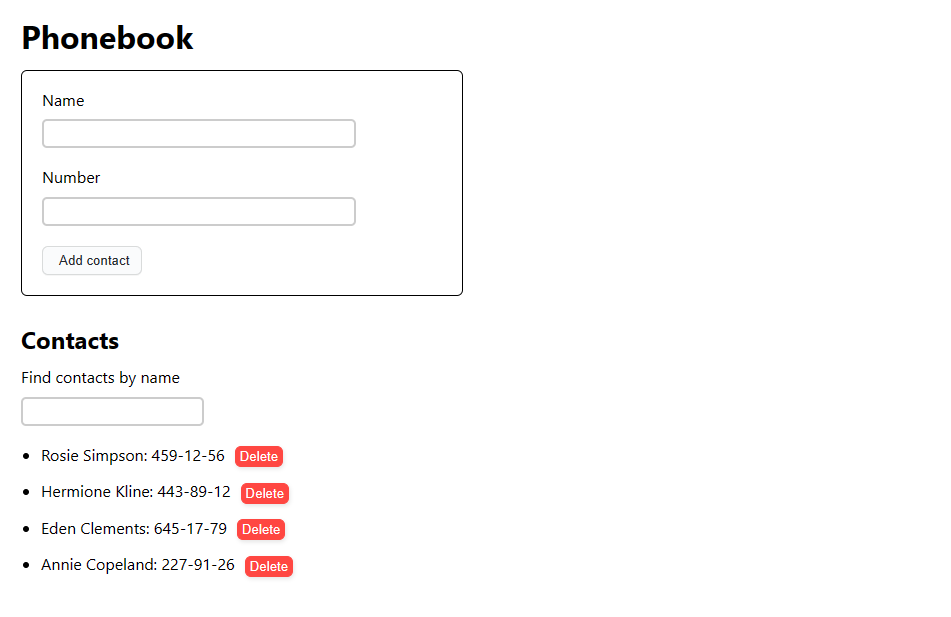 Phonebook
Name
Number
Add contact
Contacts
Find contacts by name
Rosie Simpson: 459-12-56 Delete
Hermione Kline: 443-89-12 Delete
Eden Clements: 645-17-79 Delete
Annie Copeland: 227-91-26 Delete